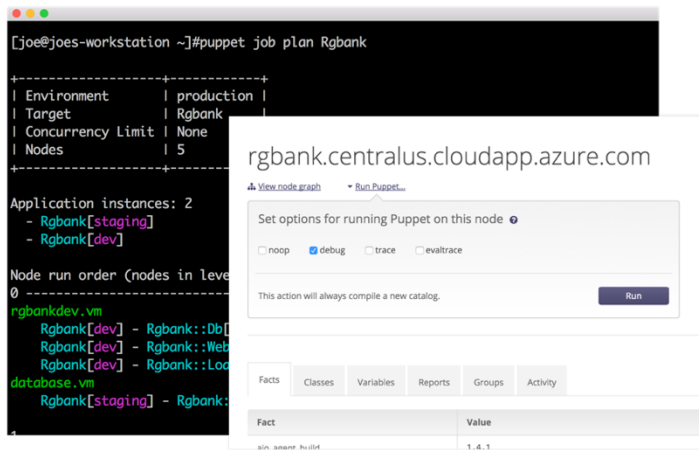 [joe@joes-workstation ~]#puppet job plan Rgbank
+-------------------+------------+
| Environment | production |
| Target | Rgbank |
| Concurrency Limit | None
| Nodes | 5
+-------------------+
Application instances: 2
- Rgbank[staging]
- Rgbank[dev]
Node run order (nodes in leve
0 --------------------------
rgbankdev.vm
Rgbank[dev] - Rgbank::Db[
Rgbank[dev] - Rgbank::Web
Rgbank[dev] - Rgbank::Loa
database.vm
Rgbank[staging] - Rgbank:
rgbank.centralus.cloudapp.azure.com
View node graph Run Puppet...
Set options for running Puppet on this node ?
noop debug trace evaltrace
This action will always compile a new catalog. Run
Facts Classes Variables Reports Groups Activity
Fact Value
aio_agent_build 1.4.1